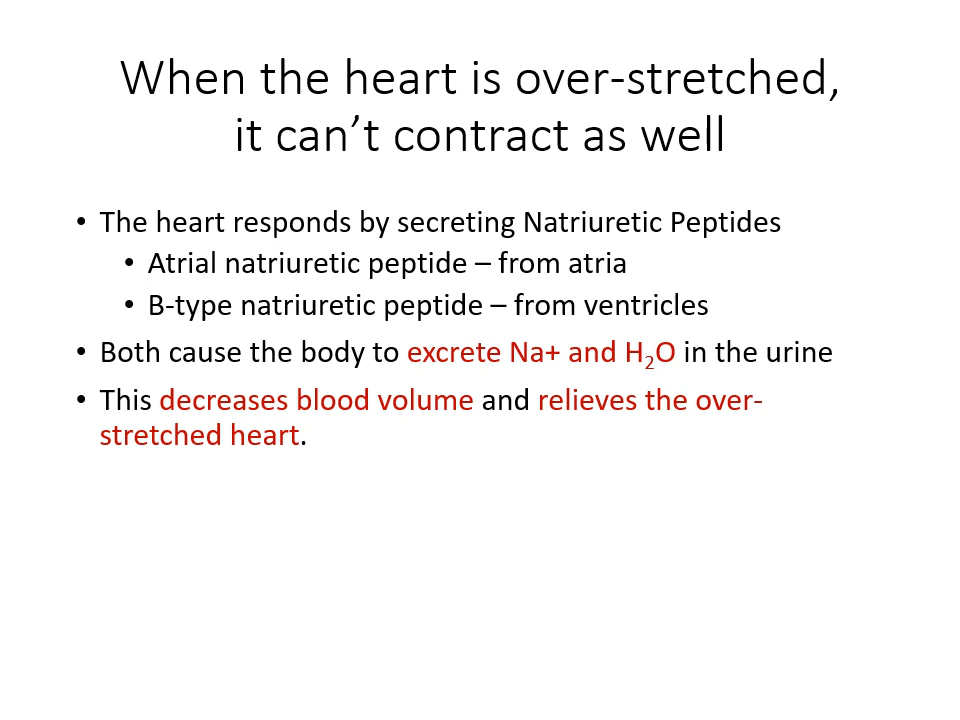 When the heart is over-stretched,
it can’t contract as well
• The heart responds by secreting Natriuretic Peptides
• Atrial natriuretic peptide – from atria
• B-type natriuretic peptide – from ventricles
• Both cause the body to excrete Na+ and H₂O in the urine
• This decreases blood volume and relieves the over-
stretched heart.